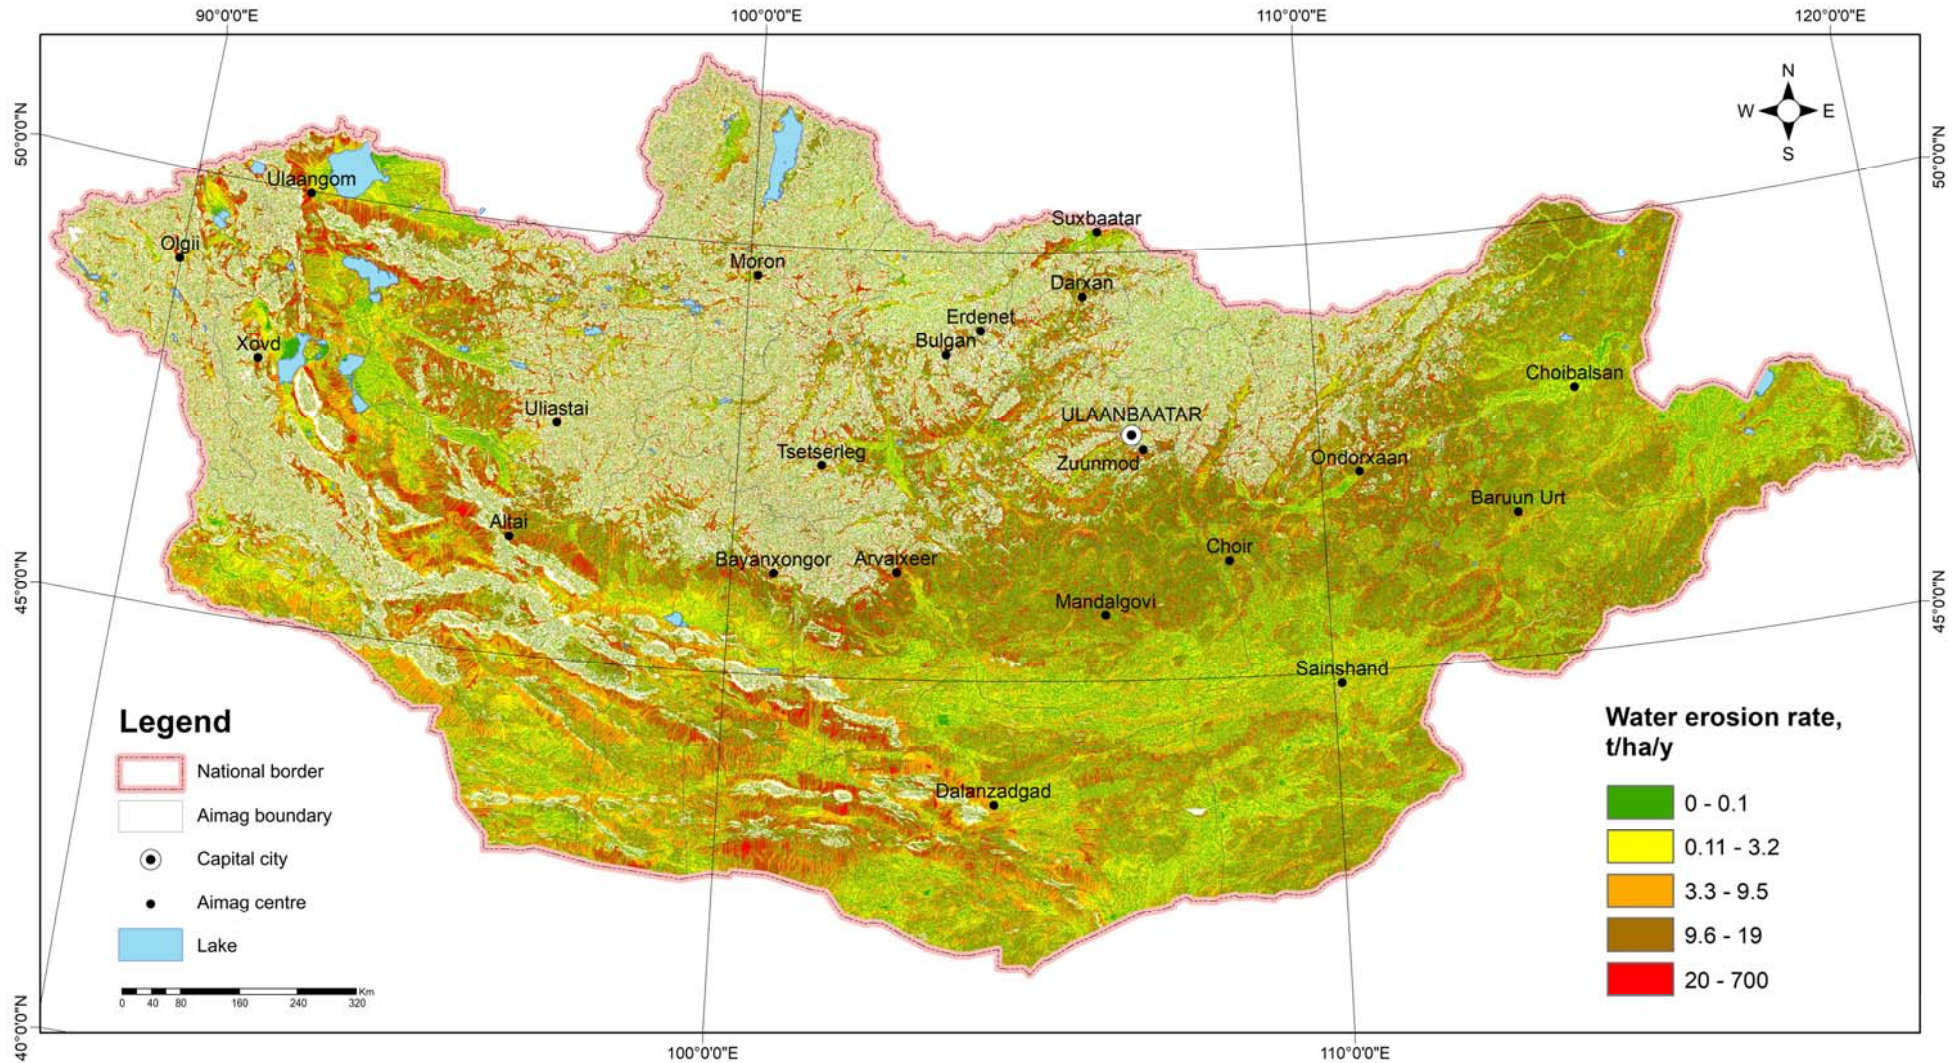 90°0'0"E
100°0'0"E
110°0'0"E
120°0'0"E
50°0'0"N
50°0'0"N
N
W
E
S
Ulaangom
Olgii
Suxbaatar
Moron
Darxan
Erdenet
Bulgan
Xovd
Choibalsan
Uliastai
ULAANBAATAR
Tsetserleg
Zuunmod
Ondorxaan
Baruun Urt
Altai
Choir
Bayanxongor
Arvaixeer
45°0'0"N
45°0'0"N
Mandalgovi
Sainshand
Dalanzadgad
Legend
National border
Aimag boundary
Capital city
Aimag centre
Lake
Km
0 40 80 160 240 320
Water erosion rate,
t/ha/y
0 - 0.1
0.11 - 3.2
3.3 - 9.5
9.6 - 19
20 - 700
40°0'0"N
100°0'0"E
110°0'0"E